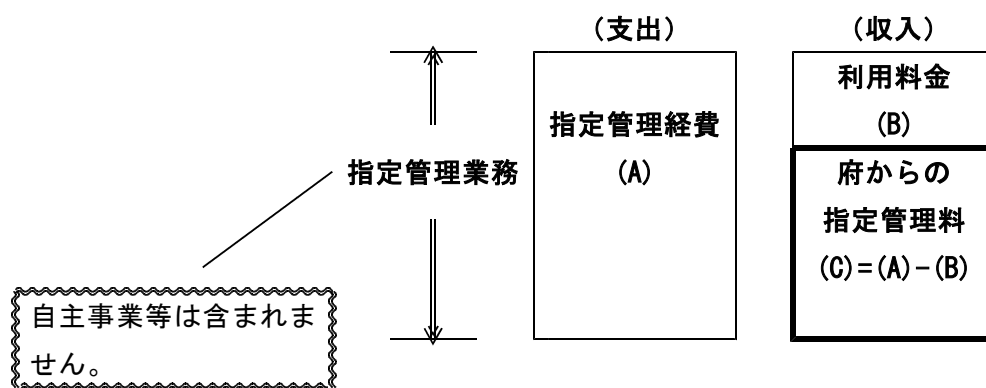 （支出）
（収入）
利用料金
(B)
指定管理経費
(A)
指定管理業務
府からの
指定管理料
(C)=(A)-(B)
自主事業等は含まれま
せん。